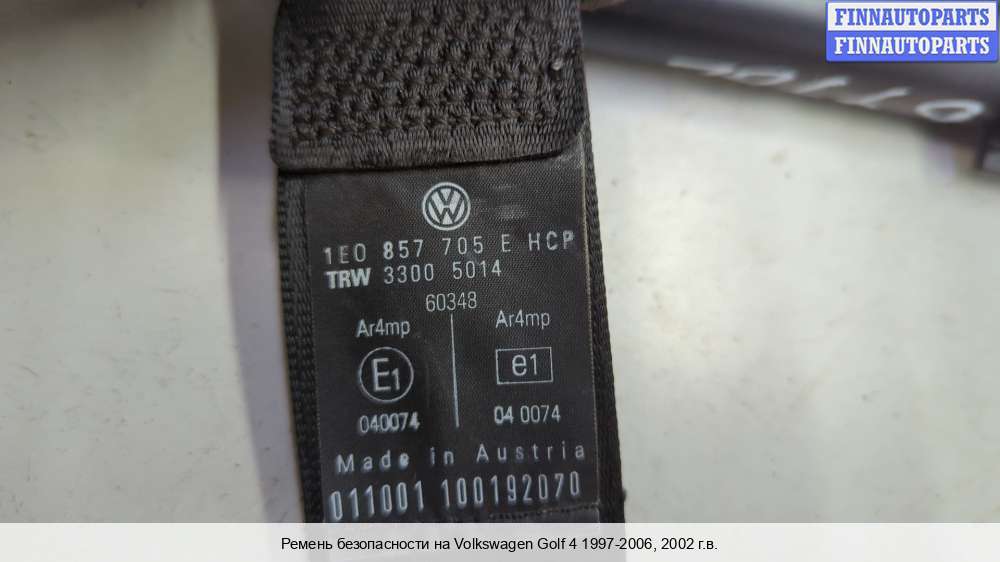 FINNAUTOPARTS
FINNAUTOPARTS
1E0 857 705 E HCP
TRW 3300 5014
60348
Ar4mp
Ar4mp
E1
e1
040074
04 0074
Made in Austria
011001 100192070
Ремень безопасности на Volkswagen Golf 4 1997-2006, 2002 г.в.